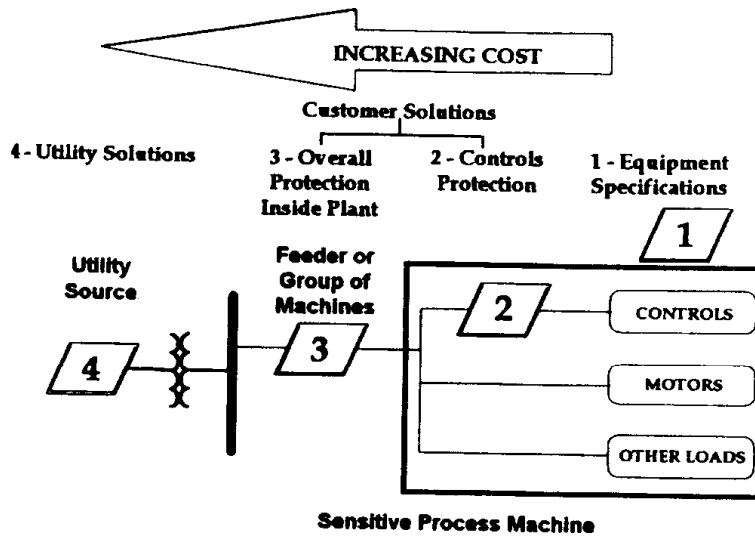 INCREASING COST
Customer Solutions
4 - Utility Solutions
3 - Overall
Protection
Inside Plant
2 - Controls
Protection
1 - Equipment
Specifications
1
Utility
Source
Feeder or
Group of
Machines
2
CONTROLS
4
3
MOTORS
OTHER LOADS
Sensitive Process Machine